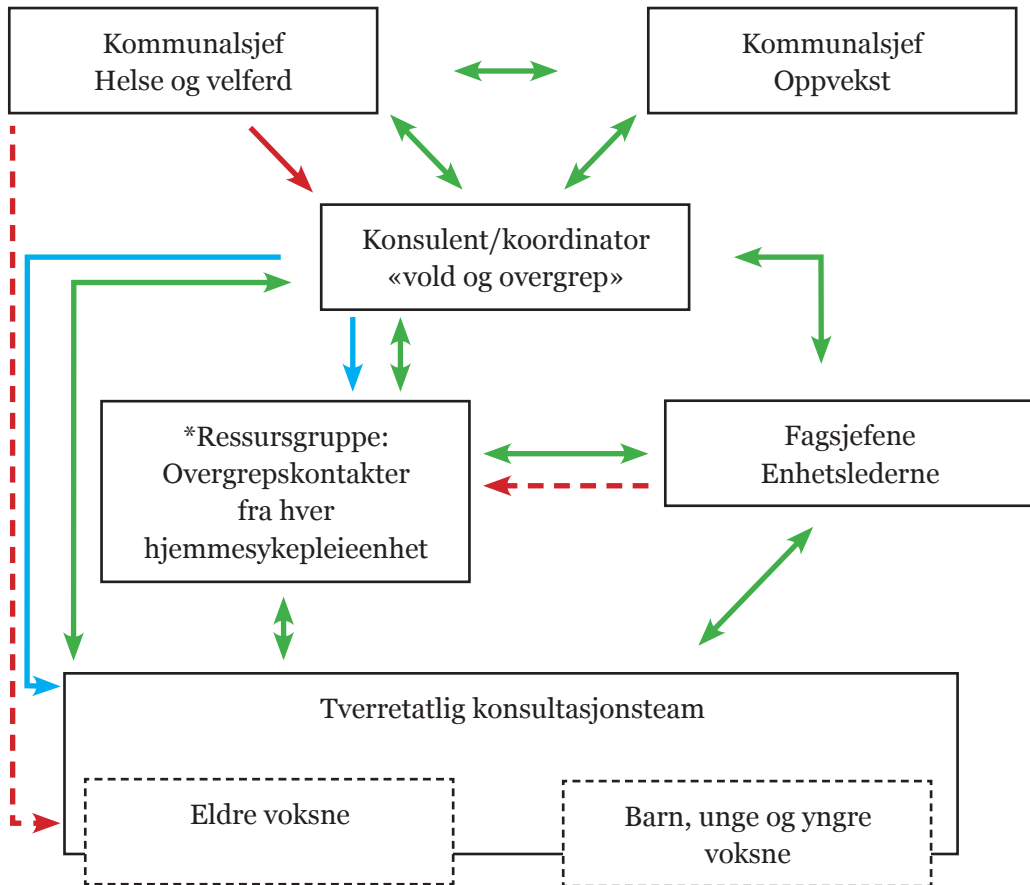 Kommunalsjef
Helse og velferd
Kommunalsjef
Oppvekst
Konsulent/koordinator
«vold og overgrep»
*Ressursgruppe:
Overgrepskontakter
fra hver
hjemmesykepleieenhet
Fagsjefene
Enhetslederne
Tverretatlig konsultasjonsteam
Eldre voksne
Barn, unge og yngre
voksne